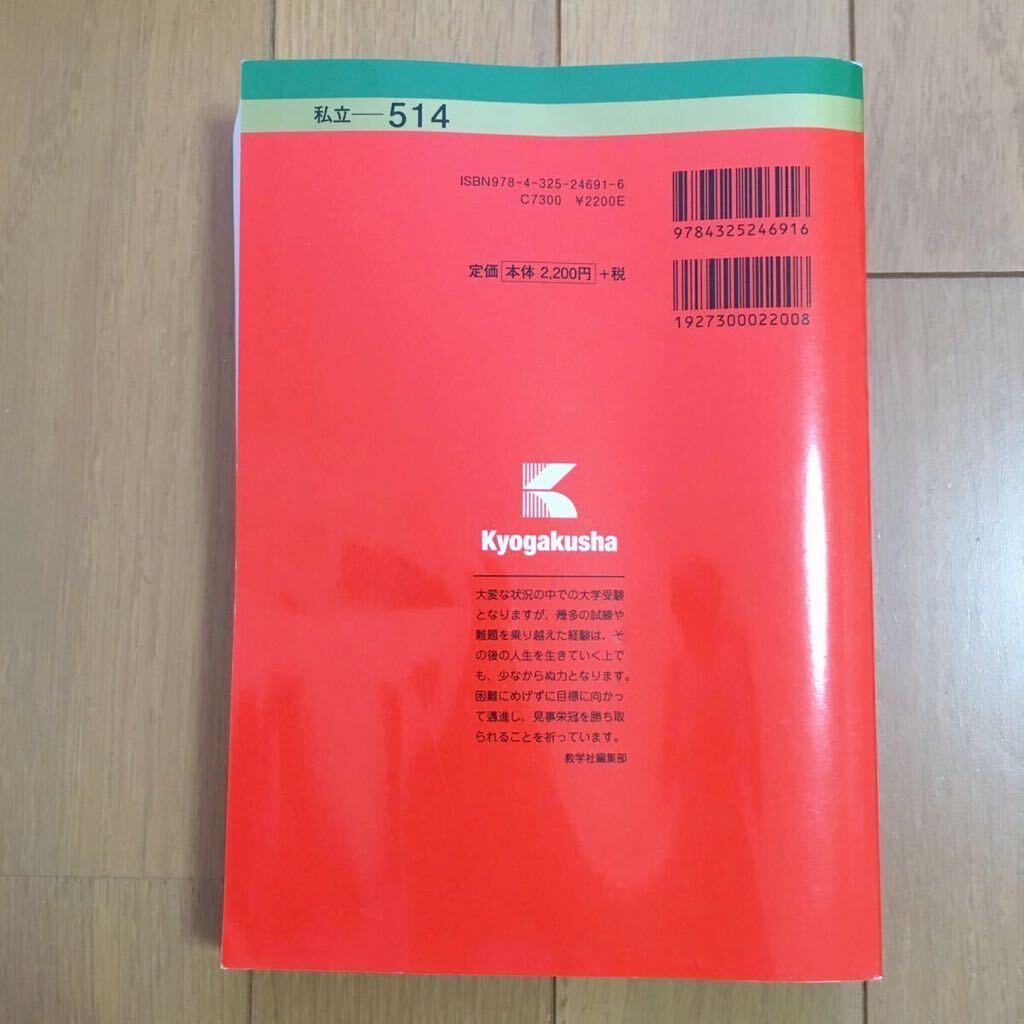 私立―514
ISBN978-4-325-24691-6
C7300 ¥2200E
9784325246916
定価 本体 2,200円 +税
1927300022008
Kyogakusha
大変な状況の中での大学受験
となりますが、幾多の試練や
難題を乗り越えた経験は、そ
の後の人生を生きていく上で
も、少なからぬ力となります。
困難にめげずに目標に向かっ
て邁進し、見事栄冠を勝ち取
られることを祈っています。
教学社編集部